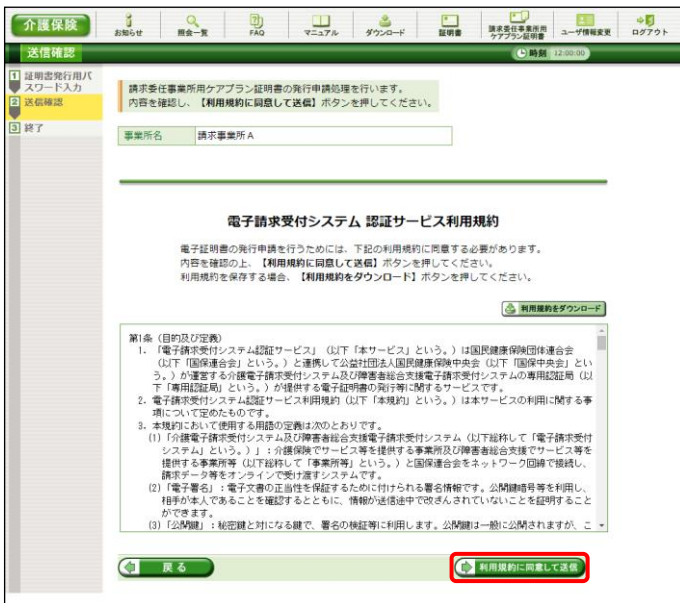 介護保険
お知らせ
照会一覧
FAQ
マニュアル
ダウンロード
証明書
請求委任事業所用
ケアプラン証明書
ユーザ情報変更
ログアウト
送信確認
時刻 12:00:00
1 証明書発行用パ
スワード入力
2 送信確認
3 終了
請求委任事業所用ケアプラン証明書の発行申請処理を行います。
内容を確認し、【利用規約に同意して送信】ボタンを押してください。
事業所名 請求事業所A
電子請求受付システム 認証サービス利用規約
電子証明書の発行申請を行うためには、下記の利用規約に同意する必要があります。
内容を確認の上、【利用規約に同意して送信】ボタンを押してください。
利用規約を保存する場合、【利用規約をダウンロード】ボタンを押してください。
利用規約をダウンロード
第1条（目的及び定義）
1. 「電子請求受付システム認証サービス」（以下「本サービス」という。）は国民健康保険団体連合会
（以下「国保連合会」という。）と連携して公益社団法人国民健康保険中央会（以下「国保中央会」とい
う。）が運営する介護電子請求受付システム及び障害者総合支援電子請求受付システムの専用認証局（以
下「専用認証局」という。）が提供する電子証明書の発行等に関するサービスです。
2. 電子請求受付システム認証サービス利用規約（以下「本規約」という。）は本サービスの利用に関する事
項について定めたものです。
3. 本規約において使用する用語の定義は次のとおりです。
(1)「介護電子請求受付システム及び障害者総合支援電子請求受付システム（以下総称して「電子請求受付
システム」という。）」：介護保険でサービス等を提供する事業所及び障害者総合支援でサービス等を
提供する事業所等（以下総称して「事業所等」という。）と国保連合会をネットワーク回線で接続し、
請求データ等をオンラインで受け渡すシステムです。
(2)「電子署名」：電子文書の正当性を保証するために付けられる署名情報です。公開鍵暗号等を利用し、
相手が本人であることを確認するとともに、情報が送信途中で改ざんされていないことを証明すること
ができます。
(3)「公開鍵」：秘密鍵と対になる鍵で、署名の検証等に利用します。公開鍵は一般に公開されますが、こ
戻る
利用規約に同意して送信